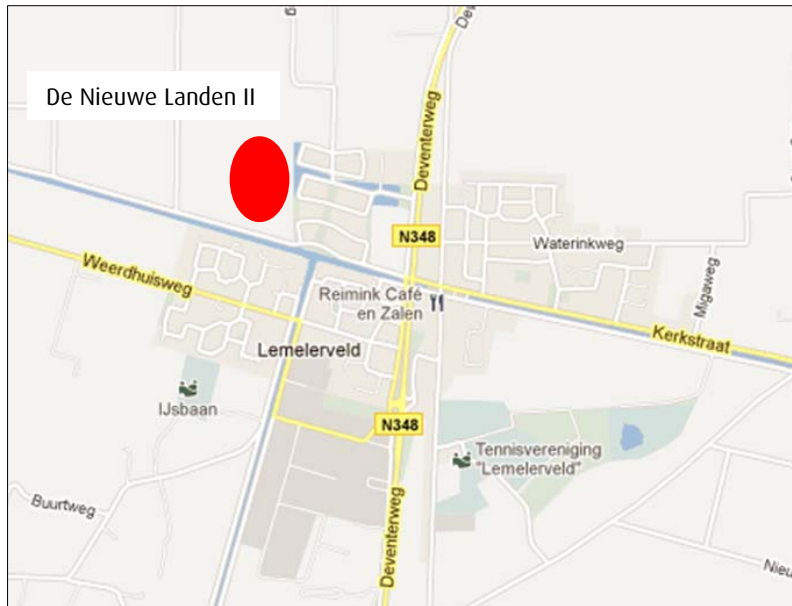 De Nieuwe Landen II
Deventerweg
N348
Waterinkweg
Weerdhuisweg
Migaweg
Reimink Café
en Zalen
Kerkstraat
Lemelerveld
IJsbaan
N348
Tennisvereniging
"Lemelerveld"
Buurtweg
Deventerweg